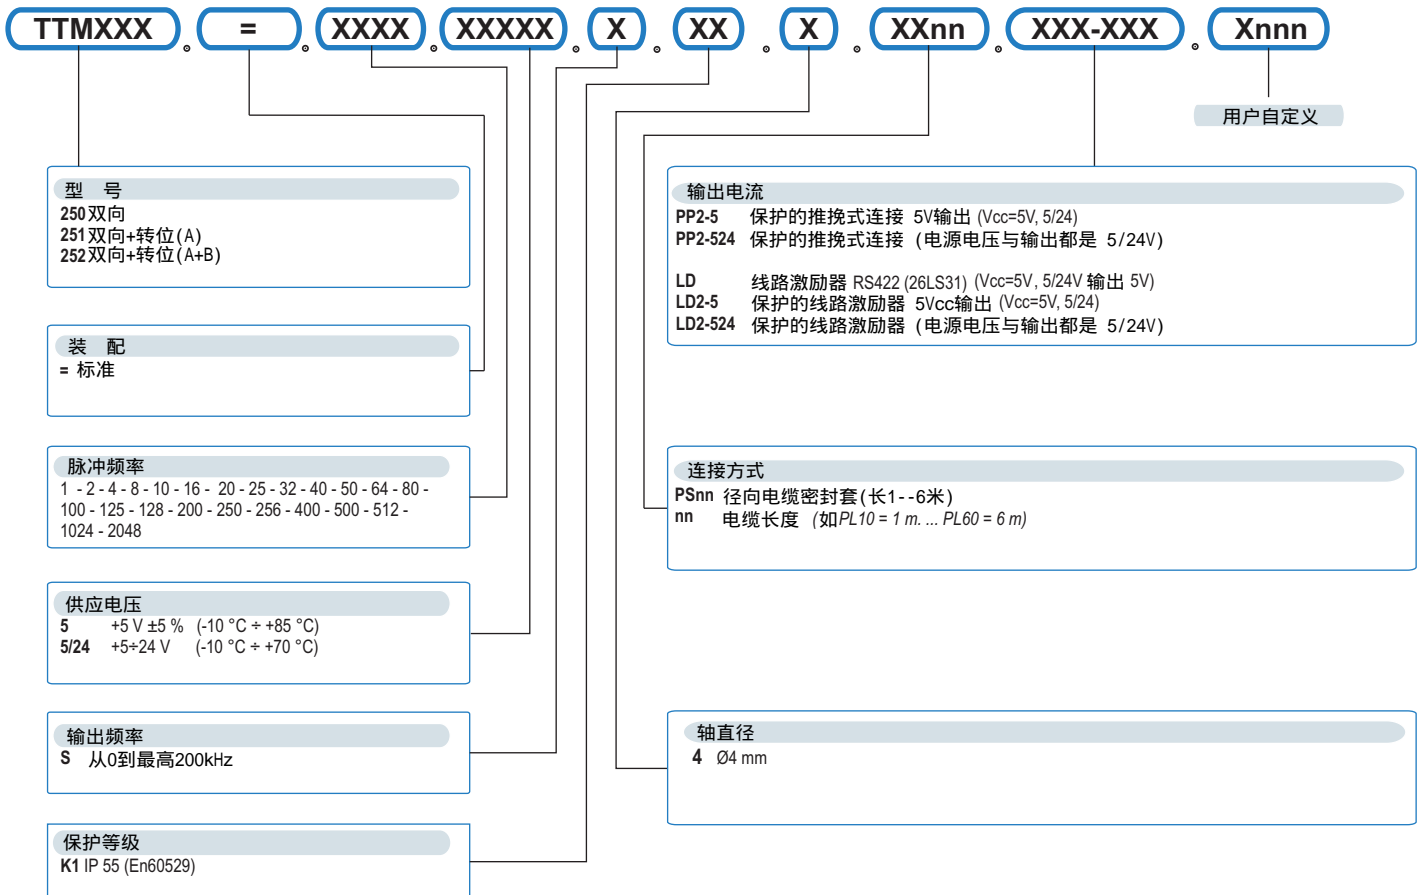 TTMXXX . = . XXXX . XXXXX . X . XX . X . XXnn . XXX-XXX . Xnnn
用户自定义
型 号
250 双向
251 双向+转位(A)
252 双向+转位(A+B)
装 配
= 标准
脉冲频率
1 - 2 - 4 - 8 - 10 - 16 - 20 - 25 - 32 - 40 - 50 - 64 - 80 -
100 - 125 - 128 - 200 - 250 - 256 - 400 - 500 - 512 -
1024 - 2048
供应电压
5 +5 V ±5 % (-10 °C ÷ +85 °C)
5/24 +5÷24 V (-10 °C ÷ +70 °C)
输出频率
S 从0到最高200kHz
保护等级
K1 IP 55 (En60529)
输出电流
PP2-5 保护的推挽式连接 5V输出 (Vcc=5V, 5/24)
PP2-524 保护的推挽式连接 (电源电压与输出都是 5/24V)
LD 线路激励器 RS422 (26LS31) (Vcc=5V, 5/24V 输出 5V)
LD2-5 保护的线路激励器 5Vcc输出 (Vcc=5V, 5/24)
LD2-524 保护的线路激励器 (电源电压与输出都是 5/24V)
连接方式
PSnn 径向电缆密封套(长1--6米)
nn 电缆长度 (如PL10 = 1 m. ... PL60 = 6 m)
轴直径
4 Ø4 mm